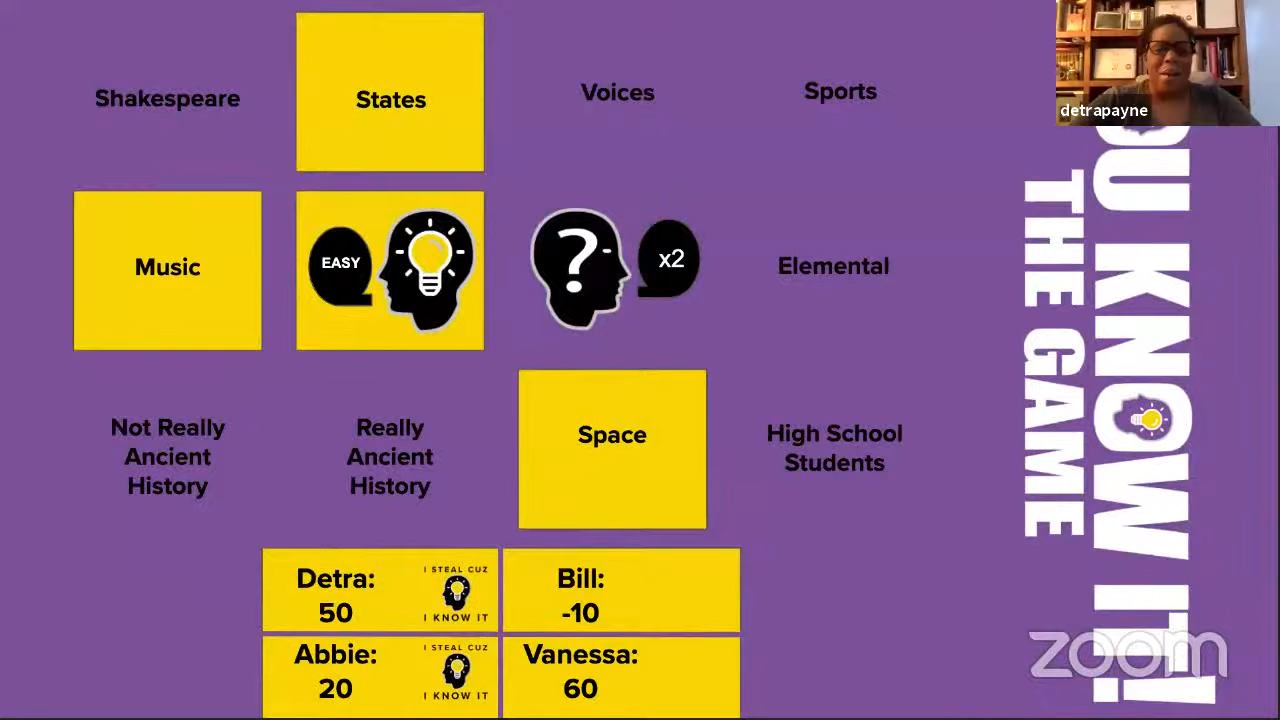 Shakespeare
States
Voices
Sports
detrapayne
Music
EASY
?
x2
Elemental
Not Really
Ancient
History
Really
Ancient
History
Space
High School
Students
Detra:
50
I STEAL CUZ
I KNOW IT
Bill:
-10
Abbie:
20
I STEAL CUZ
I KNOW IT
Vanessa:
60
OU KNOW IT!
THE GAME
zoom